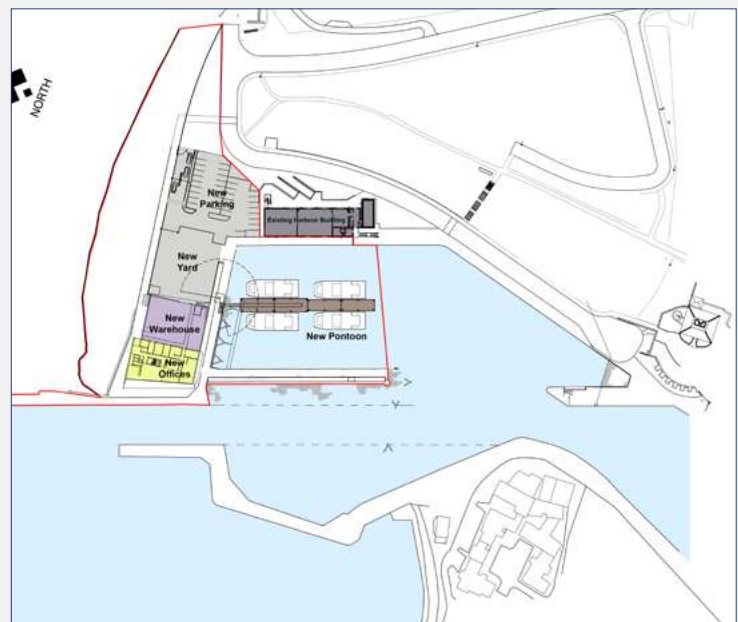 NORTH
New
Parking
Existing Harbour Building
New
Yard
New
Warehouse
New Pontoon
New
Offices